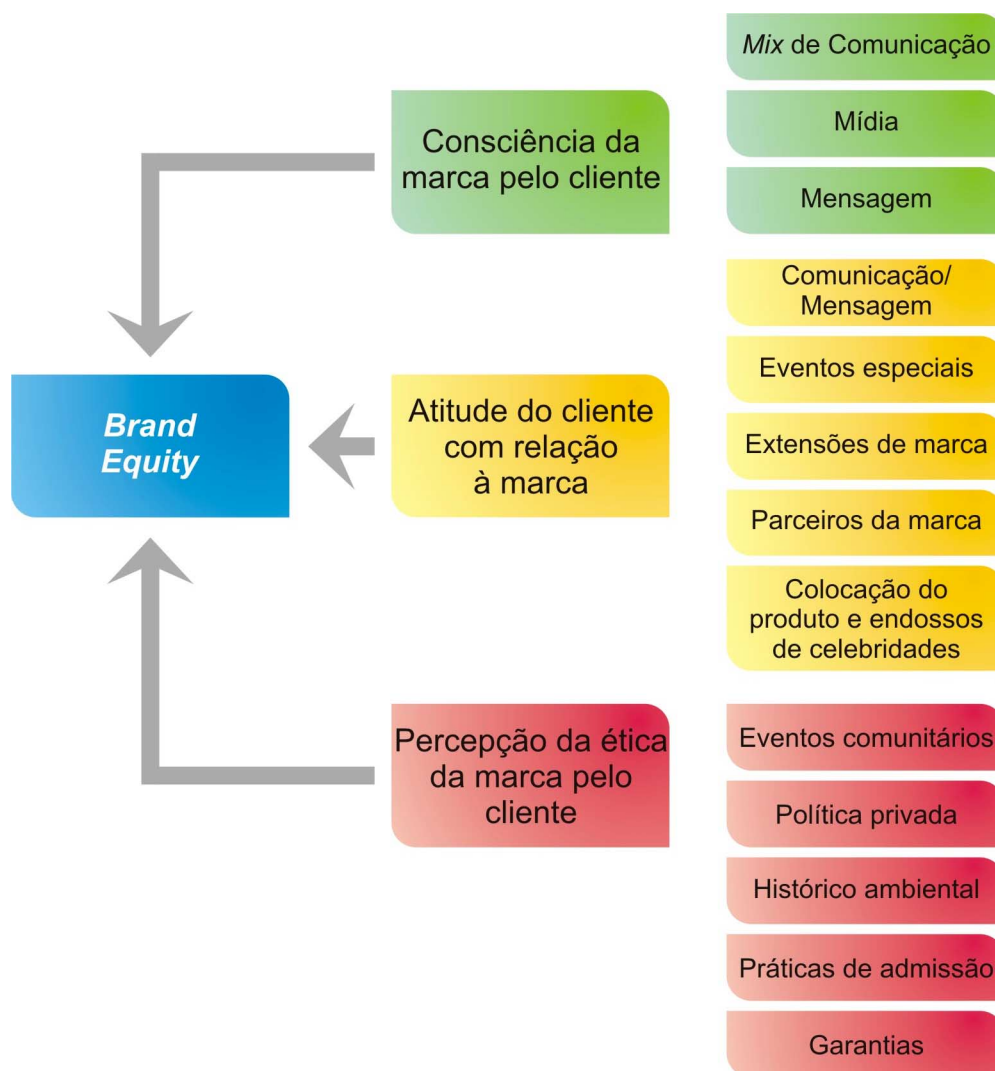 Mix de Comunicação
Mídia
Mensagem
Consciência da
marca pelo cliente
Comunicação/
Mensagem
Eventos especiais
Extensões de marca
Parceiros da marca
Colocação do
produto e endossos
de celebridades
Atitude do cliente
com relação
à marca
Brand
Equity
Eventos comunitários
Política privada
Histórico ambiental
Práticas de admissão
Garantias
Percepção da ética
da marca pelo
cliente